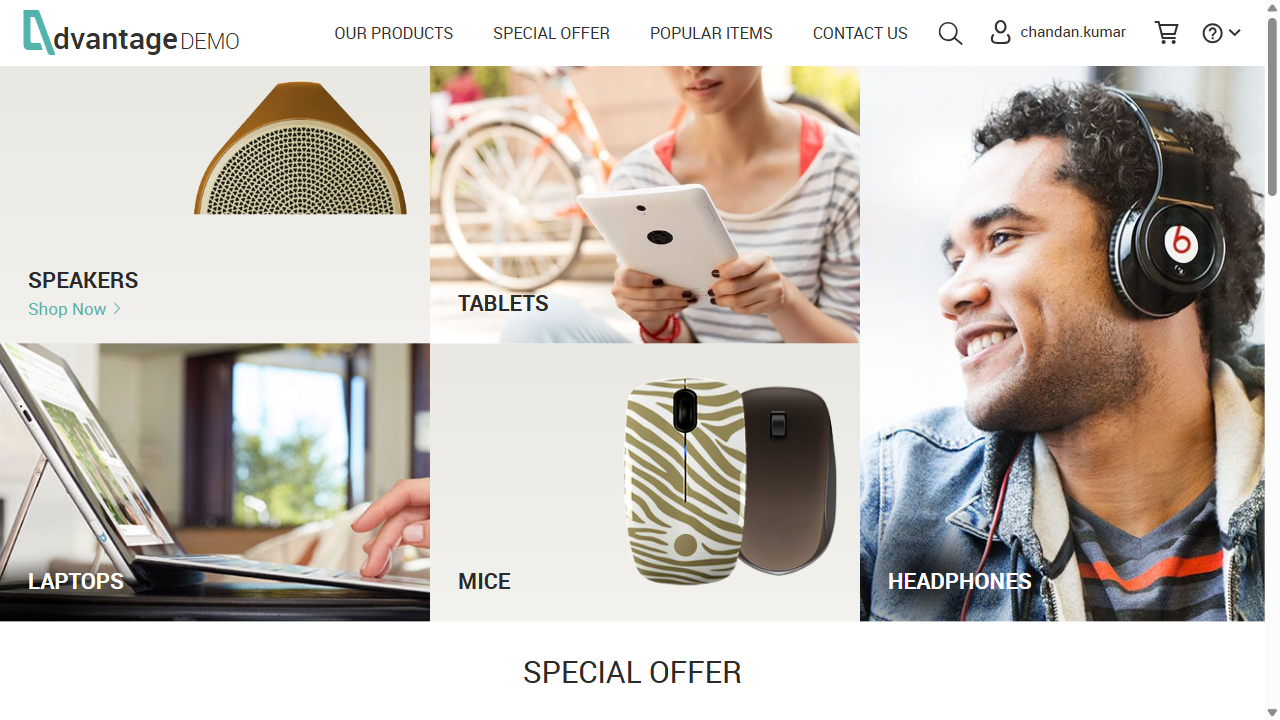 dvantage DEMO
OUR PRODUCTS
SPECIAL OFFER
POPULAR ITEMS
CONTACT US
chandan.kumar
SPEAKERS
Shop Now
TABLETS
LAPTOPS
MICE
HEADPHONES
SPECIAL OFFER